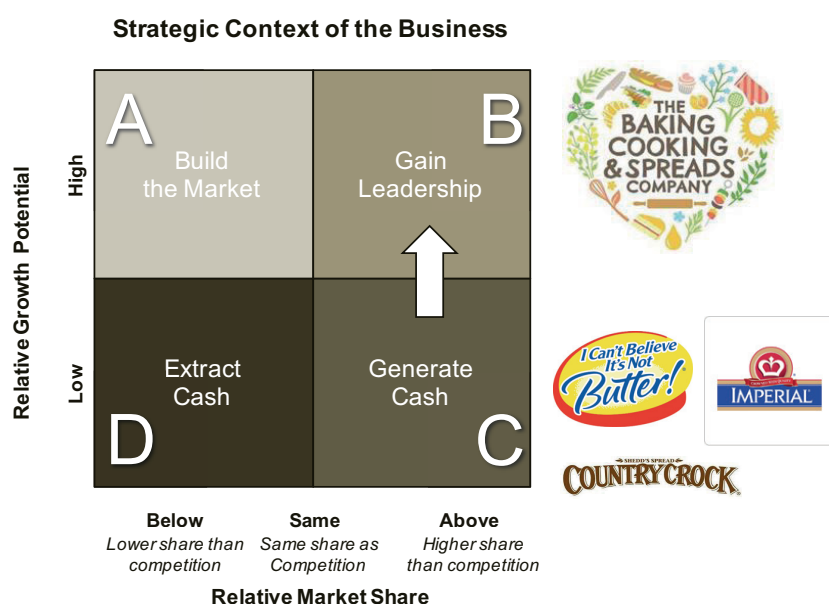 Strategic Context of the Business
A
Build
the Market
B
Gain
Leadership
Relative Growth Potential
High
Low
Extract
Cash
D
Generate
Cash
C
Below
Lower share than
competition
Same
Same share as
Competition
Above
Higher share
than competition
Relative Market Share
THE
BAKING
COOKING
& SPREADS
COMPANY
I Can't Believe
It's Not
Butter!®
IMPERIAL®
SHEDD'S SPREAD
COUNTRY CROCK®